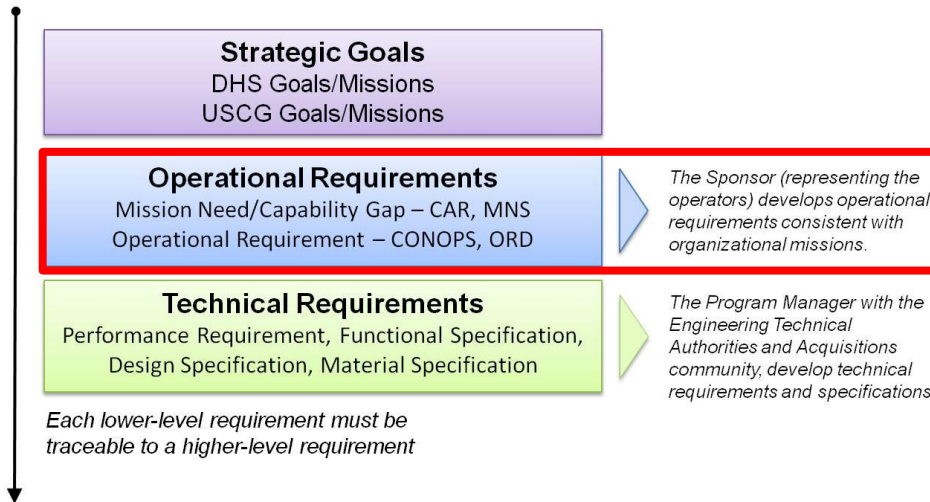 Strategic Goals
DHS Goals/Missions
USCG Goals/Missions
Operational Requirements
Mission Need/Capability Gap – CAR, MNS
Operational Requirement – CONOPS, ORD
The Sponsor (representing the
operators) develops operational
requirements consistent with
organizational missions.
Technical Requirements
Performance Requirement, Functional Specification,
Design Specification, Material Specification
The Program Manager with the
Engineering Technical
Authorities and Acquisitions
community, develop technical
requirements and specifications
Each lower-level requirement must be
traceable to a higher-level requirement